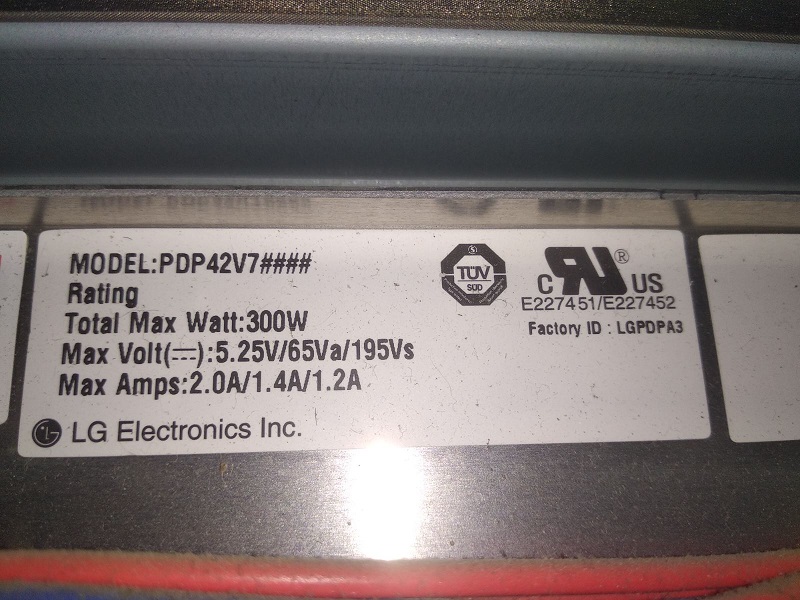 MODEL:PDP42V7####
Rating
Total Max Watt:300W
Max Volt(⎓):5.25V/65Va/195Vs
Max Amps:2.0A/1.4A/1.2A
LG Electronics Inc.
TÜV
SÜD
c RU® US
E227451/E227452
Factory ID : LGPDPA3